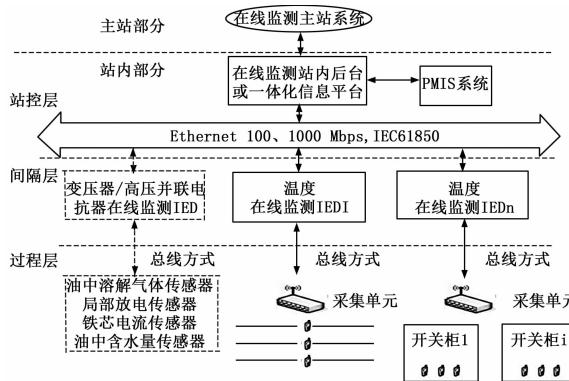 主站部分
在线监测主站系统
站内部分
在线监测站内后台
或一体化信息平台
PMIS系统
站控层
Ethernet 100、1000 Mbps,IEC61850
间隔层
变压器/高压并联电
抗器在线监测IED
温度
在线监测IEDI
温度
在线监测IEDn
过程层
总线方式
总线方式
总线方式
油中溶解气体传感器
局部放电传感器
铁芯电流传感器
油中含水量传感器
采集单元
采集单元
开关柜1
开关柜i